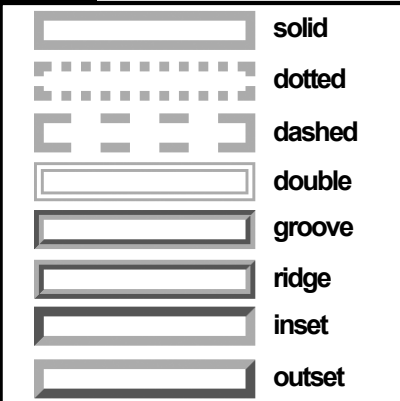 solid
dotted
dashed
double
groove
ridge
inset
outset